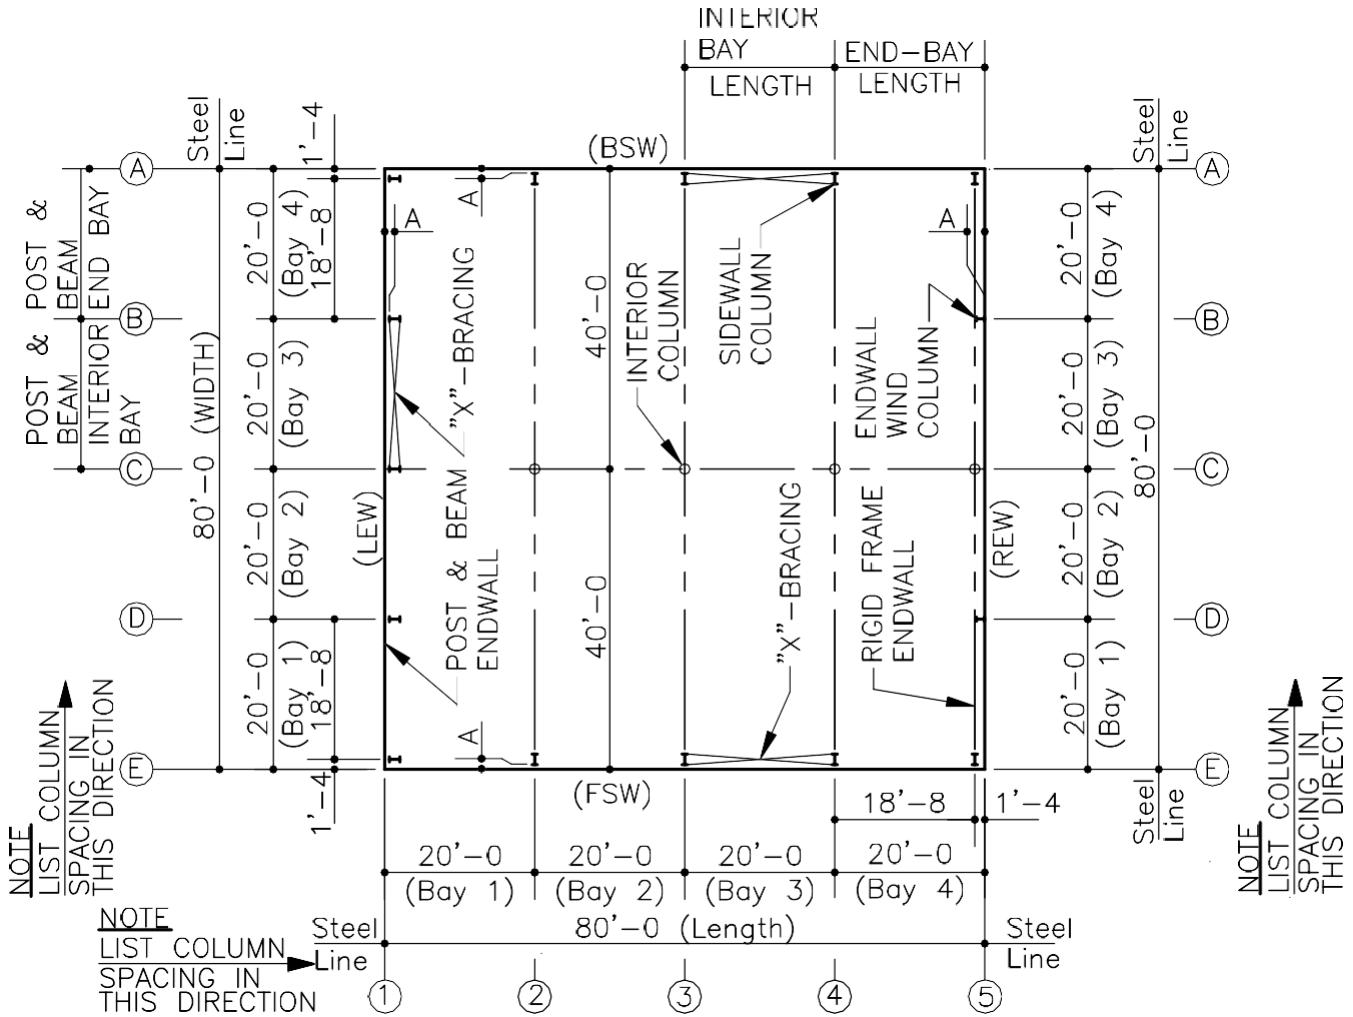 INTERIOR
BAY
LENGTH
END-BAY
LENGTH
Steel
Line
1'-4
(BSW)
Steel
Line
A
A
POST &
BEAM
END BAY
POST &
BEAM
INTERIOR
BAY
20'-0
(Bay 4)
18'-8
A
A
A
20'-0
(Bay 4)
B
B
80'-0 (WIDTH)
20'-0
(Bay 3)
40'-0
INTERIOR
COLUMN
SIDEWALL
COLUMN
ENDWALL
WIND
COLUMN
20'-0
(Bay 3)
80'-0
C
C
(LEW)
POST & BEAM "X"-BRACING
ENDWALL
(REW)
20'-0
(Bay 2)
40'-0
"X"-BRACING
RIGID FRAME
ENDWALL
20'-0
(Bay 2)
D
D
20'-0
(Bay 1)
18'-8
A
20'-0
(Bay 1)
E
E
1'-4
(FSW)
Steel
Line
NOTE
LIST COLUMN
SPACING IN
THIS DIRECTION
NOTE
LIST COLUMN
SPACING IN
THIS DIRECTION
18'-8
1'-4
20'-0
(Bay 1)
20'-0
(Bay 2)
20'-0
(Bay 3)
20'-0
(Bay 4)
NOTE
LIST COLUMN
SPACING IN
THIS DIRECTION
Steel
Line
80'-0 (Length)
Steel
Line
1
2
3
4
5